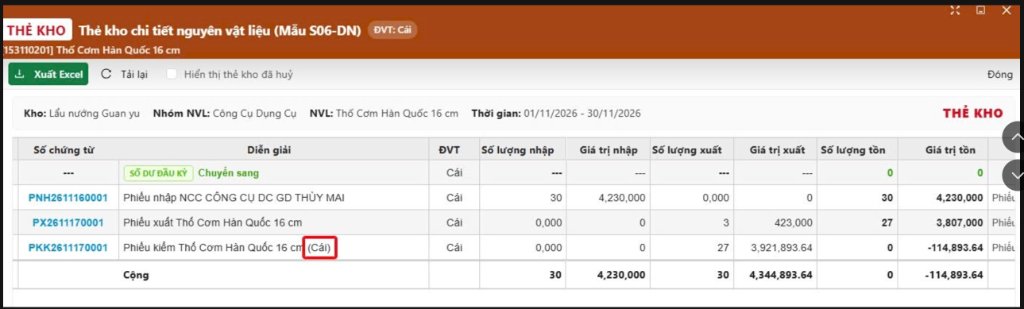 THẺ KHO Thẻ kho chi tiết nguyên vật liệu (Mẫu S06-DN) ĐVT: Cái
[153110201] Thố Cơm Hàn Quốc 16 cm
Xuất Excel Tải lại Hiển thị thẻ kho đã huỷ Đóng
Kho: Lẩu nướng Guan yu Nhóm NVL: Công Cụ Dụng Cụ NVL: Thố Cơm Hàn Quốc 16 cm Thời gian: 01/11/2026 - 30/11/2026 THẺ KHO
Số chứng từ Diễn giải ĐVT Số lượng nhập Giá trị nhập Số lượng xuất Giá trị xuất Số lượng tồn Giá trị tồn
--- SỐ DƯ ĐẦU KỲ Chuyển sang Cái --- --- --- --- 0 0
PNH2611160001 Phiếu nhập NCC CÔNG CỤ DC GD THÙY MAI Cái 30 4,230,000 0,000 0 30 4,230,000 Phiếu
PX2611170001 Phiếu xuất Thố Cơm Hàn Quốc 16 cm Cái 0,000 0 3 423,000 27 3,807,000 Phiếu
PKK2611170001 Phiếu kiểm Thố Cơm Hàn Quốc 16 cm (Cái) Cái 0,000 0 27 3,921,893.64 0 -114,893.64 Phiếu
Cộng 30 4,230,000 30 4,344,893.64 0 -114,893.64